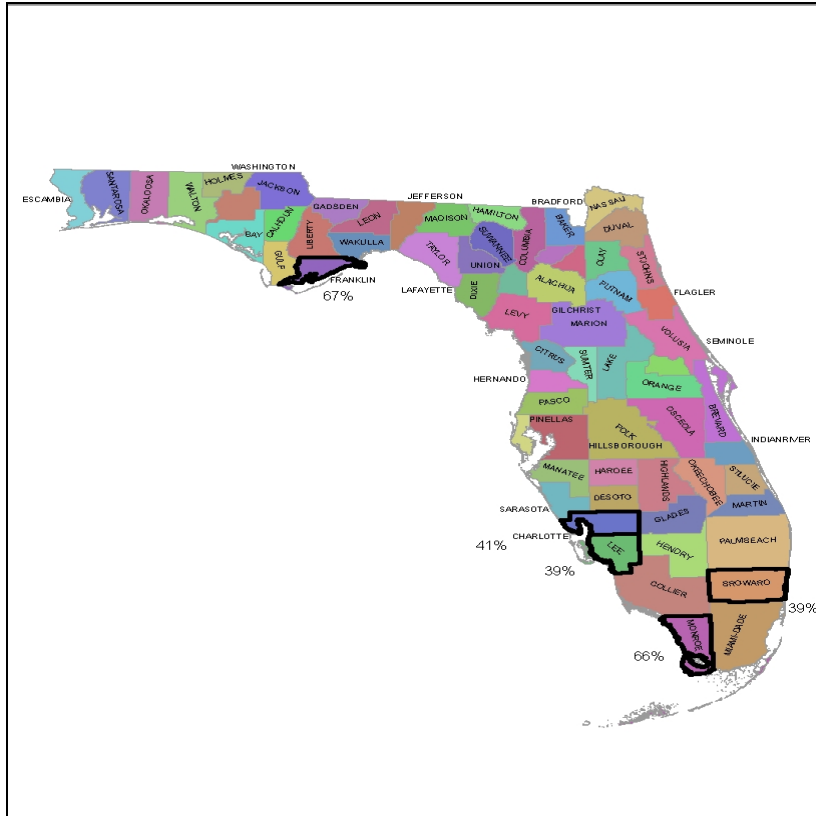 WASHINGTON
ESCAMBIA
SANTAROSA
OKALOOSA
WALTON
HOLMES
JACKSON
BAY
CALHOUN
GULF
LIBERTY
GADSDEN
LEON
WAKULLA
FRANKLIN
67%
JEFFERSON
MADISON
HAMILTON
TAYLOR
SUWANNEE
UNION
LAFAYETTE
DIXIE
COLUMBIA
BRADFORD
BAKER
NASSAU
DUVAL
CLAY
STJOHNS
ALACHUA
PUTNAM
FLAGLER
LEVY
GILCHRIST
MARION
VOLUSIA
SEMINOLE
CITRUS
SUMTER
LAKE
HERNANDO
ORANGE
PASCO
PINELLAS
POLK
HILLSBOROUGH
OSCEOLA
BREVARD
INDIANRIVER
MANATEE
HARDEE
HIGHLANDS
OKEECHOBEE
STLUCIE
SARASOTA
DESOTO
MARTIN
CHARLOTTE
41%
GLADES
PALMBEACH
LEE
39%
HENDRY
COLLIER
BROWARD
39%
MONROE
66%
MIAMI-DADE